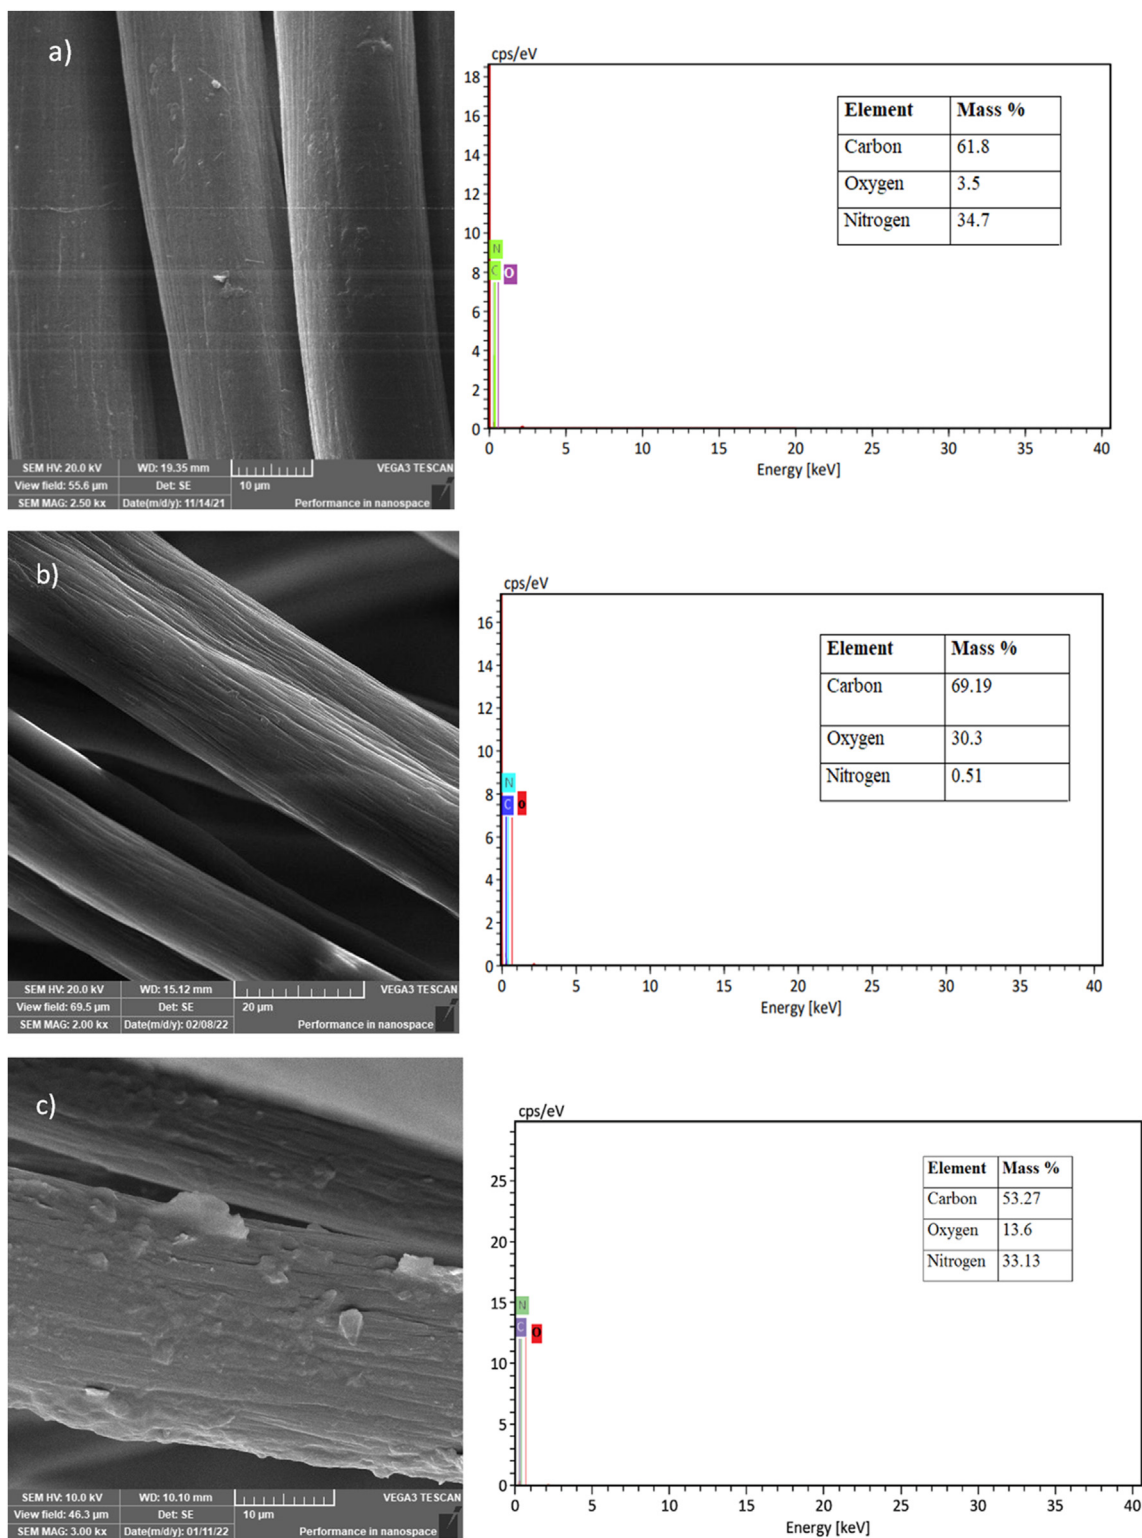 a)
SEM HV: 20.0 kV WD: 19.35 mm VEGA3 TESCAN
View field: 55.6 µm Det: SE 10 µm
SEM MAG: 2.50 kx Date(m/d/y): 11/14/21 Performance in nanospace
cps/eV
18
16
14
12
10
8
6
4
2
0
N
C O
0 5 10 15 20 25 30 35 40
Energy [keV]
Element Mass %
Carbon 61.8
Oxygen 3.5
Nitrogen 34.7
b)
SEM HV: 20.0 kV WD: 15.12 mm VEGA3 TESCAN
View field: 69.5 µm Det: SE 20 µm
SEM MAG: 2.00 kx Date(m/d/y): 02/08/22 Performance in nanospace
cps/eV
16
14
12
10
8
6
4
2
0
N
C O
0 5 10 15 20 25 30 35 40
Energy [keV]
Element Mass %
Carbon 69.19
Oxygen 30.3
Nitrogen 0.51
c)
SEM HV: 10.0 kV WD: 10.10 mm VEGA3 TESCAN
View field: 46.3 µm Det: SE 10 µm
SEM MAG: 3.00 kx Date(m/d/y): 01/11/22 Performance in nanospace
cps/eV
25
20
15
10
5
0
N
C O
0 5 10 15 20 25 30 35 40
Energy [keV]
Element Mass %
Carbon 53.27
Oxygen 13.6
Nitrogen 33.13